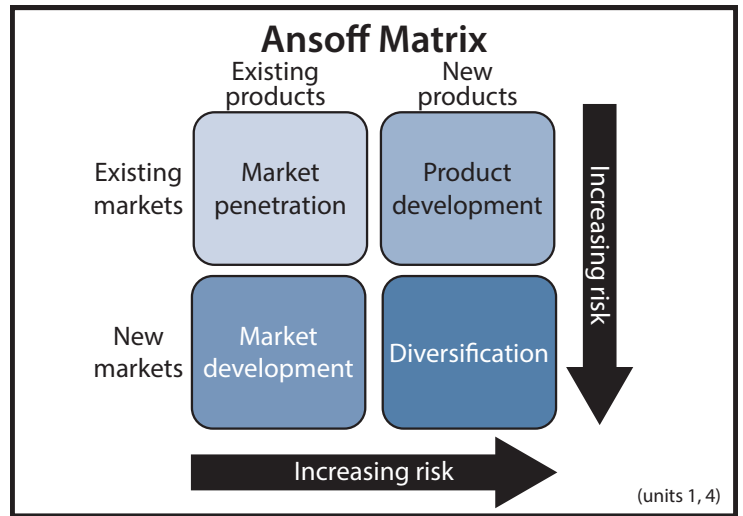 Ansoff Matrix
Existing
products
New
products
Existing
markets
Market
penetration
Product
development
Increasing risk
New
markets
Market
development
Diversification
Increasing risk
(units 1, 4)